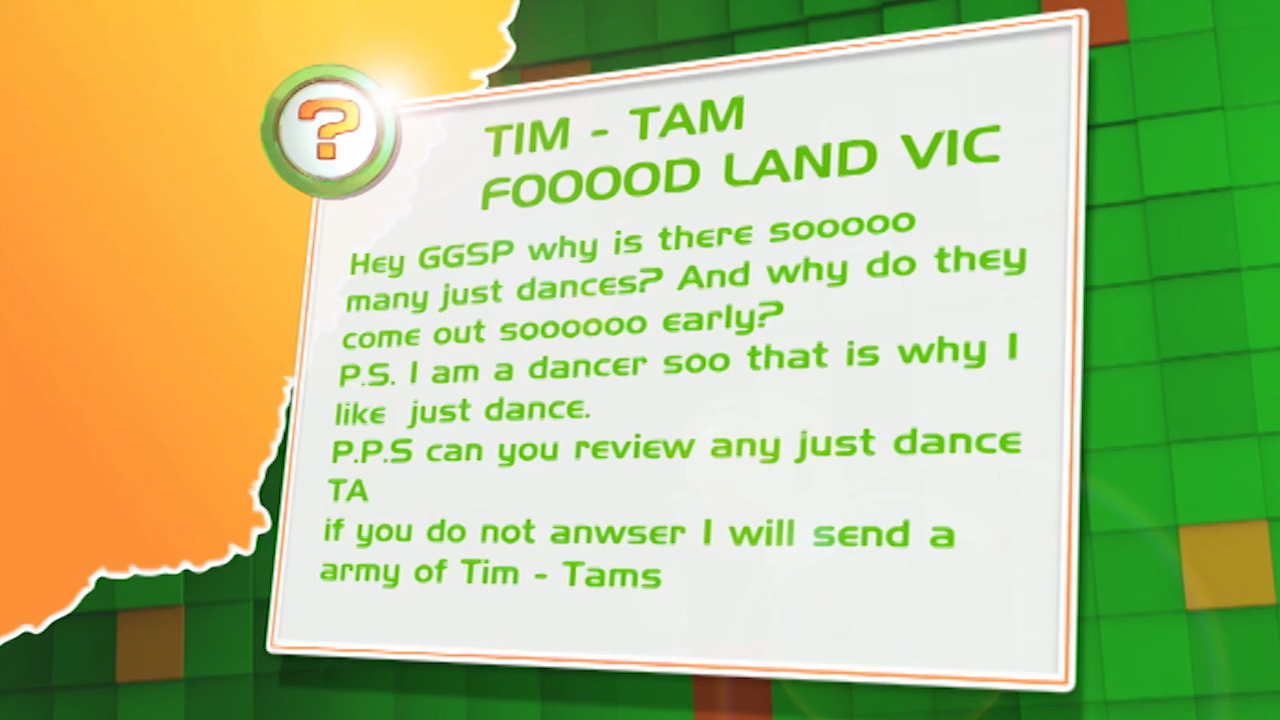 ?
TIM - TAM
FOOOOD LAND VIC
Hey GGSP why is there sooooo
many just dances? And why do they
come out soooooo early?
P.S. I am a dancer soo that is why I
like  just dance.
P.P.S can you review any just dance
TA
if you do not anwser I will send a
army of Tim - Tams